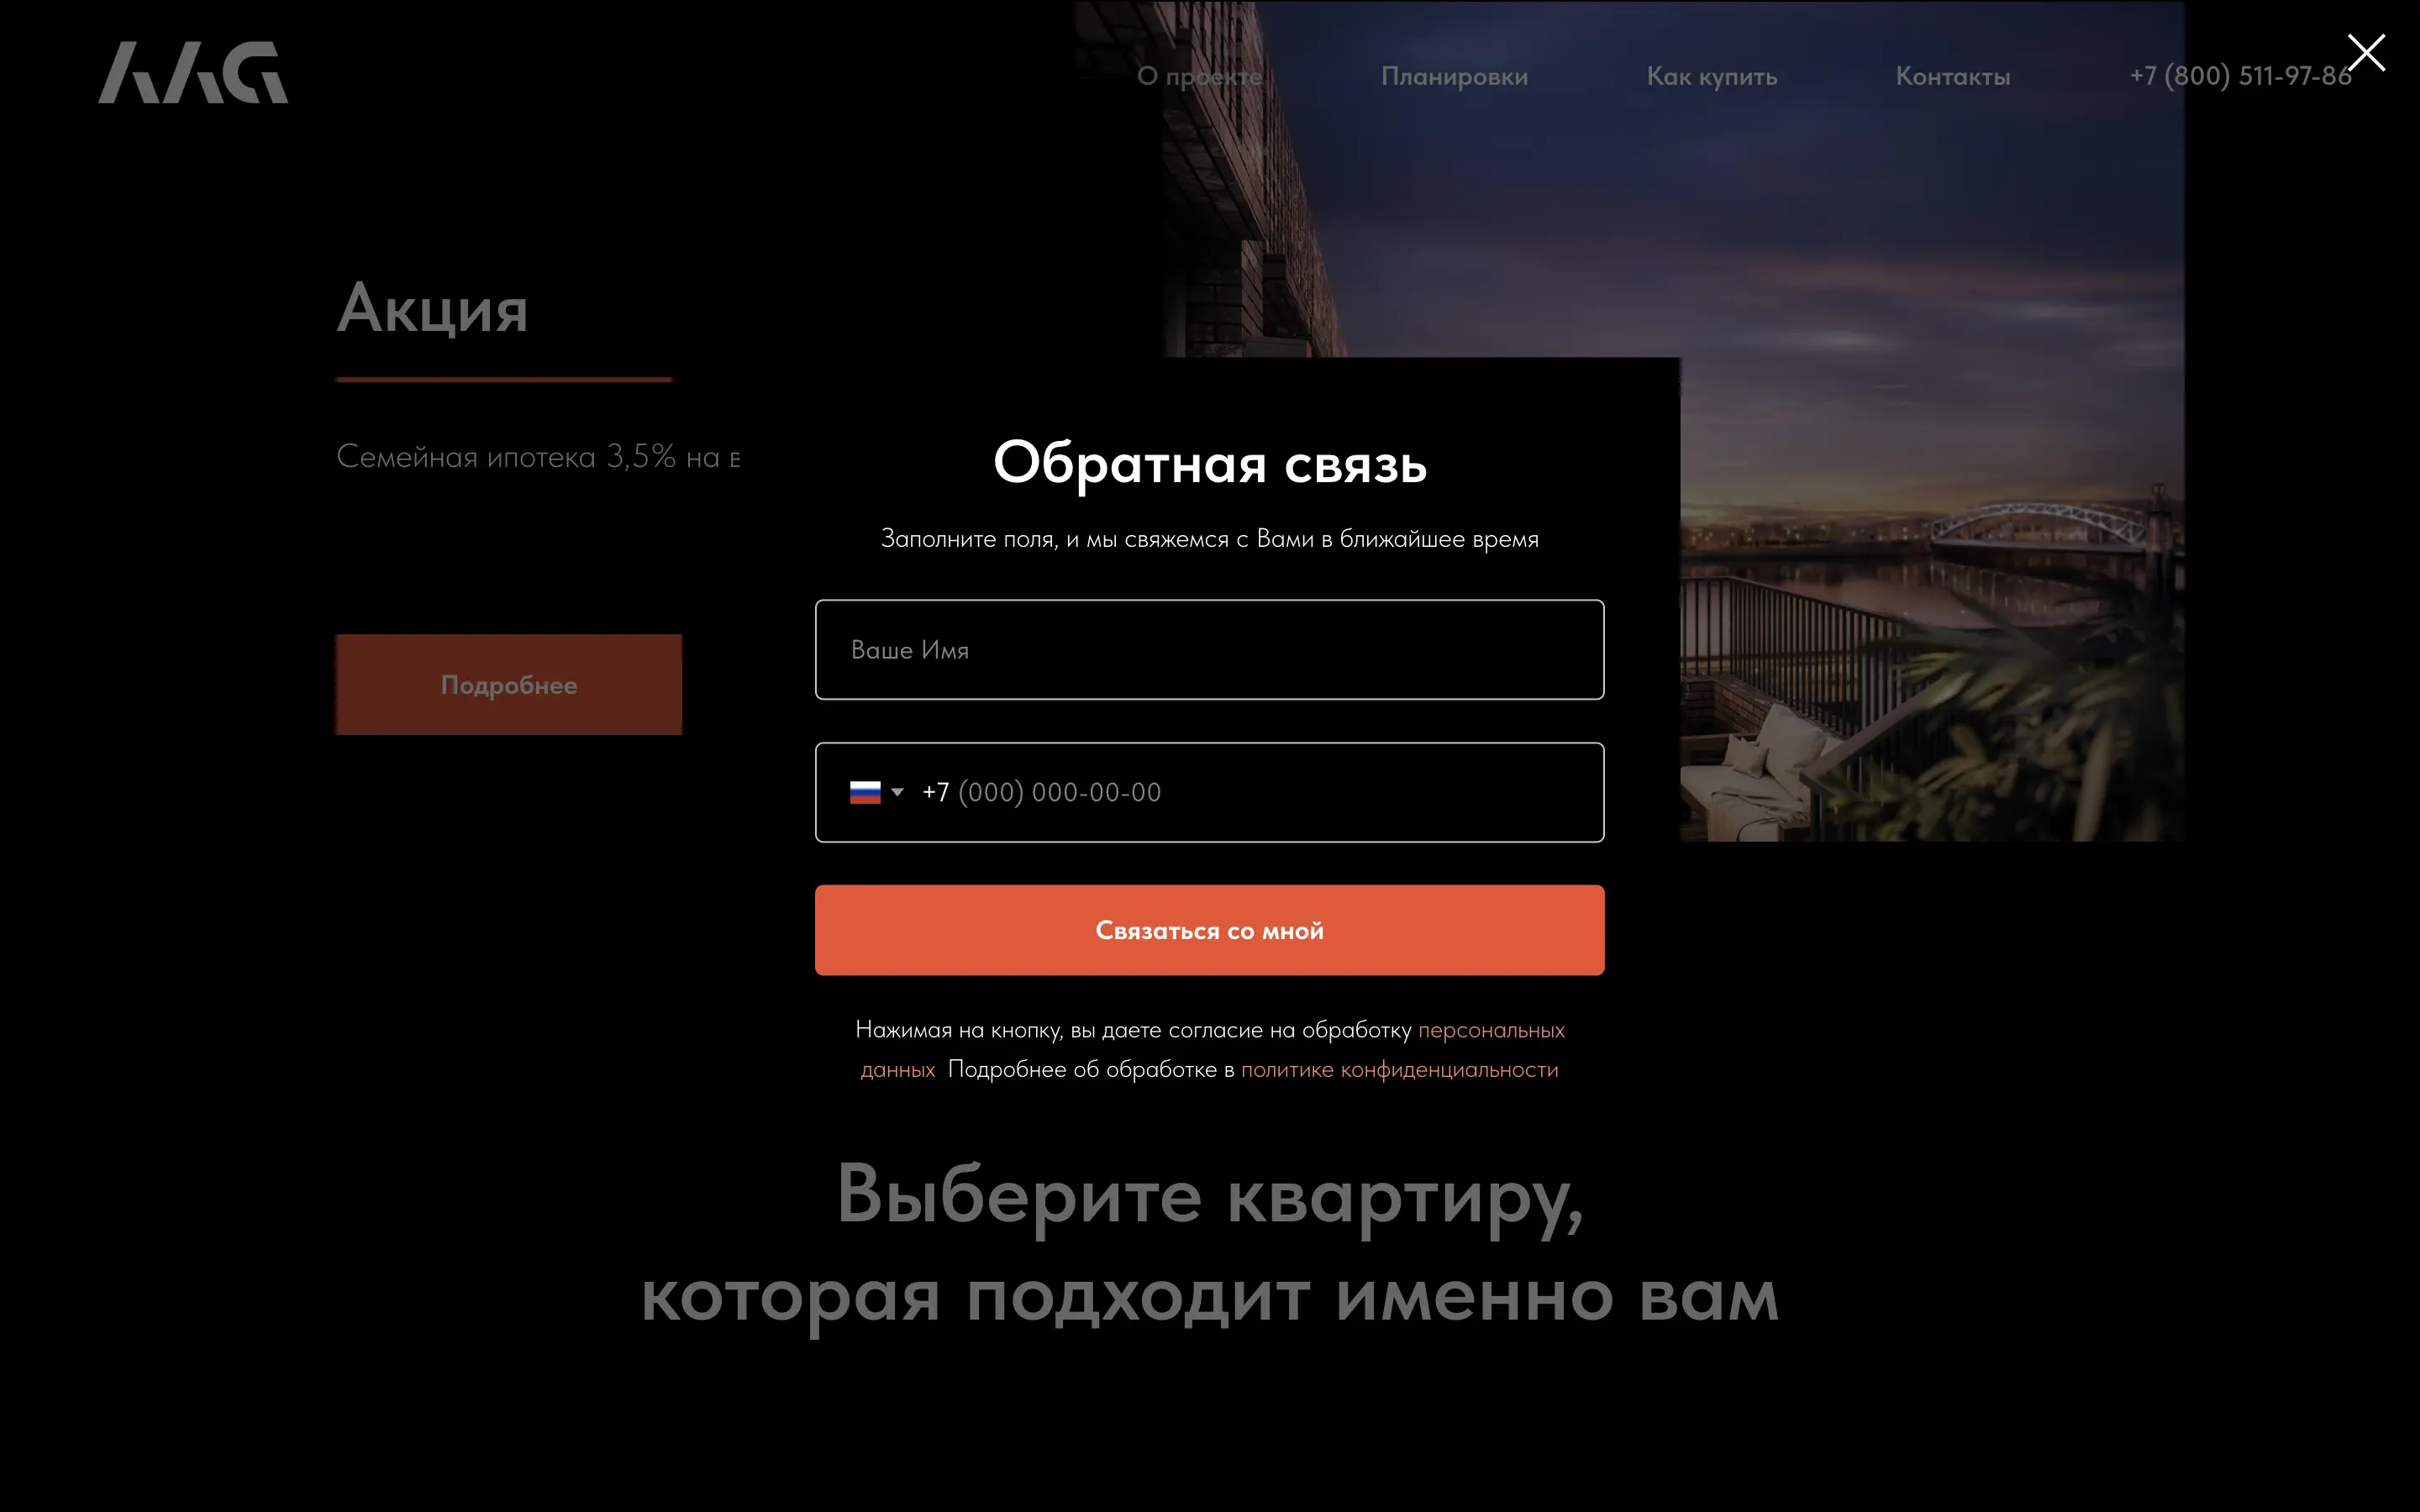 ААG
О проекте
Планировки
Как купить
Контакты
+7 (800) 511-97-86
Акция
Семейная ипотека 3,5% на в
Подробнее
Обратная связь
Заполните поля, и мы свяжемся с Вами в ближайшее время
Ваше Имя
+7 (000) 000-00-00
Связаться со мной
Нажимая на кнопку, вы даете согласие на обработку персональных
данных Подробнее об обработке в политике конфиденциальности
Выберите квартиру,
которая подходит именно вам